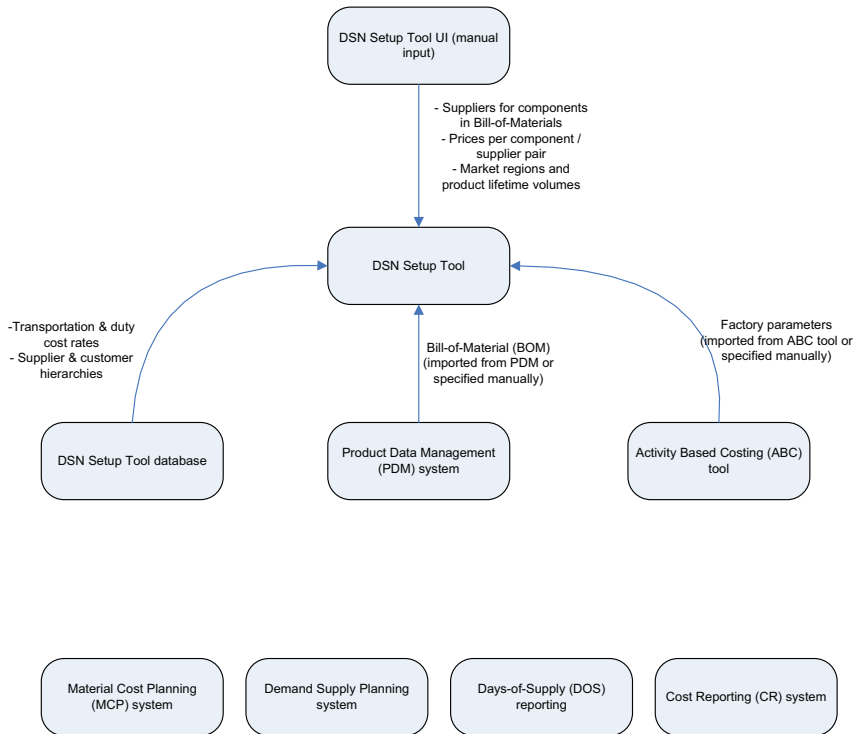 DSN Setup Tool UI (manual
input)
- Suppliers for components
in Bill-of-Materials
- Prices per component /
supplier pair
- Market regions and
product lifetime volumes
DSN Setup Tool
-Transportation & duty
cost rates
- Supplier & customer
hierarchies
Bill-of-Material (BOM)
(imported from PDM or
specified manually)
Factory parameters
(imported from ABC tool or
specified manually)
DSN Setup Tool database
Product Data Management
(PDM) system
Activity Based Costing (ABC)
tool
Material Cost Planning
(MCP) system
Demand Supply Planning
system
Days-of-Supply (DOS)
reporting
Cost Reporting (CR) system